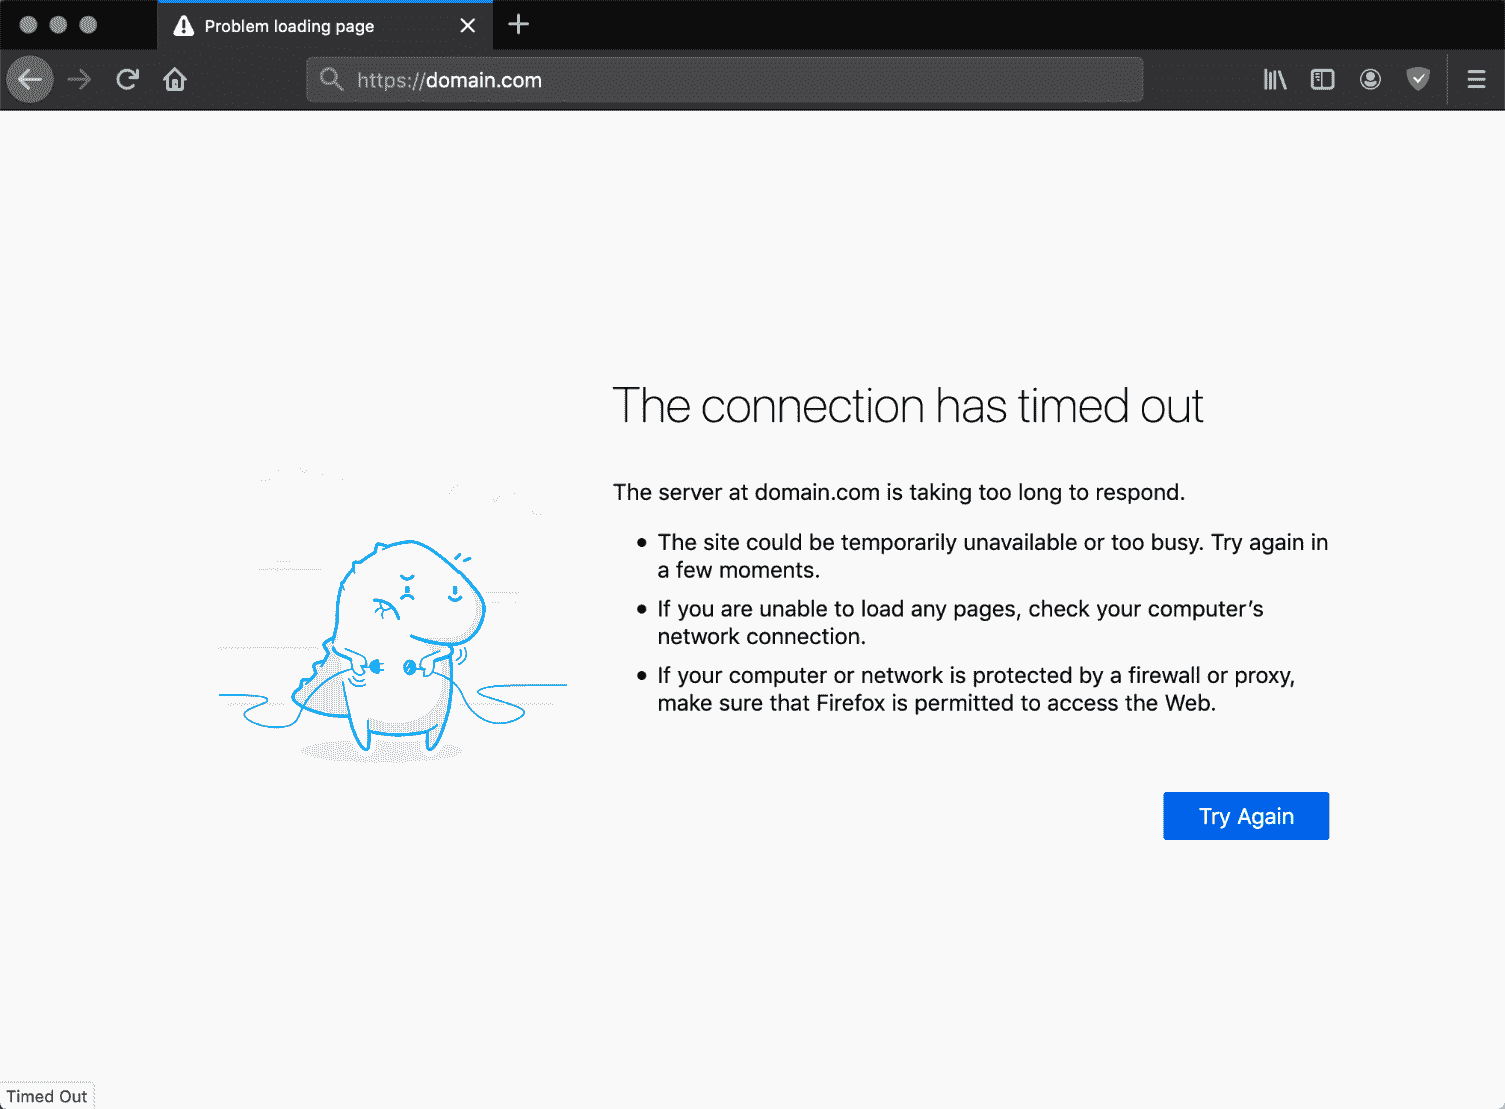 Problem loading page
https://domain.com
The connection has timed out
The server at domain.com is taking too long to respond.
• The site could be temporarily unavailable or too busy. Try again in
a few moments.
• If you are unable to load any pages, check your computer’s
network connection.
• If your computer or network is protected by a firewall or proxy,
make sure that Firefox is permitted to access the Web.
Try Again
Timed Out